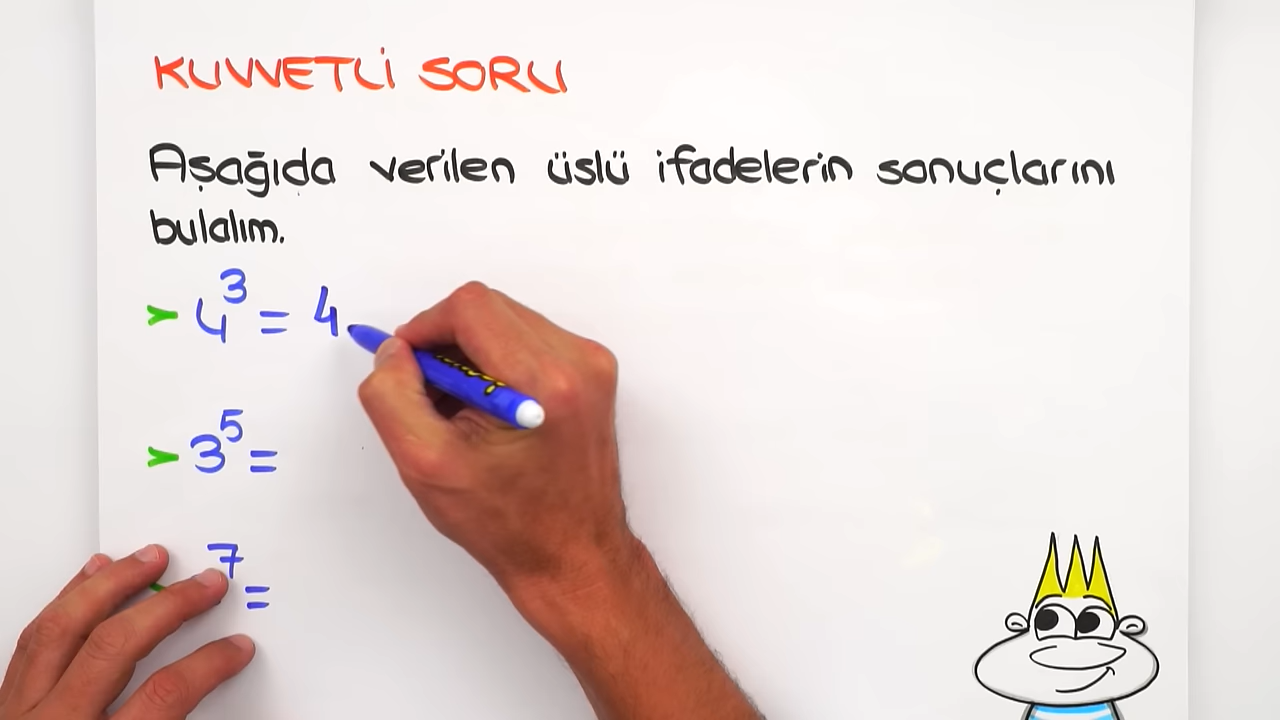 KUVVETLİ SORU
Aşağıda verilen üslü ifadelerin sonuçlarını
bulalım.
➤ 4³ = 4
➤ 3⁵ =
⁷ =